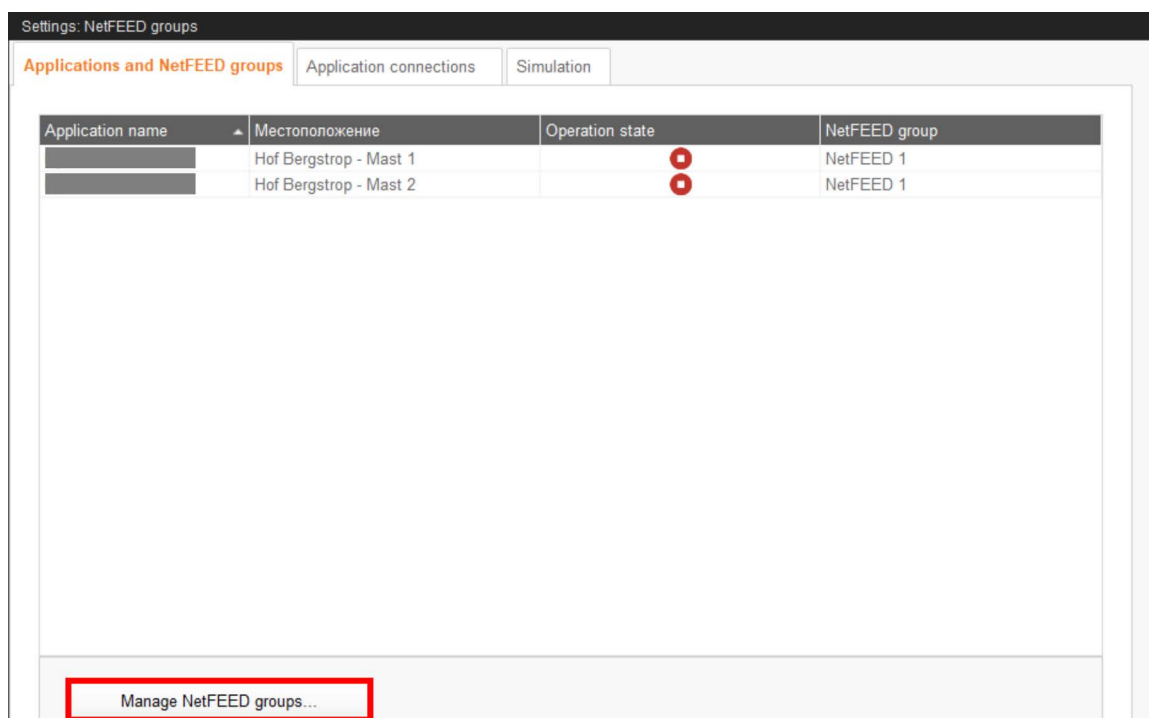 Settings: NetFEED groups
Applications and NetFEED groups Application connections Simulation
Application name Местоположение Operation state NetFEED group
Hof Bergstrop - Mast 1 NetFEED 1
Hof Bergstrop - Mast 2 NetFEED 1
Manage NetFEED groups...